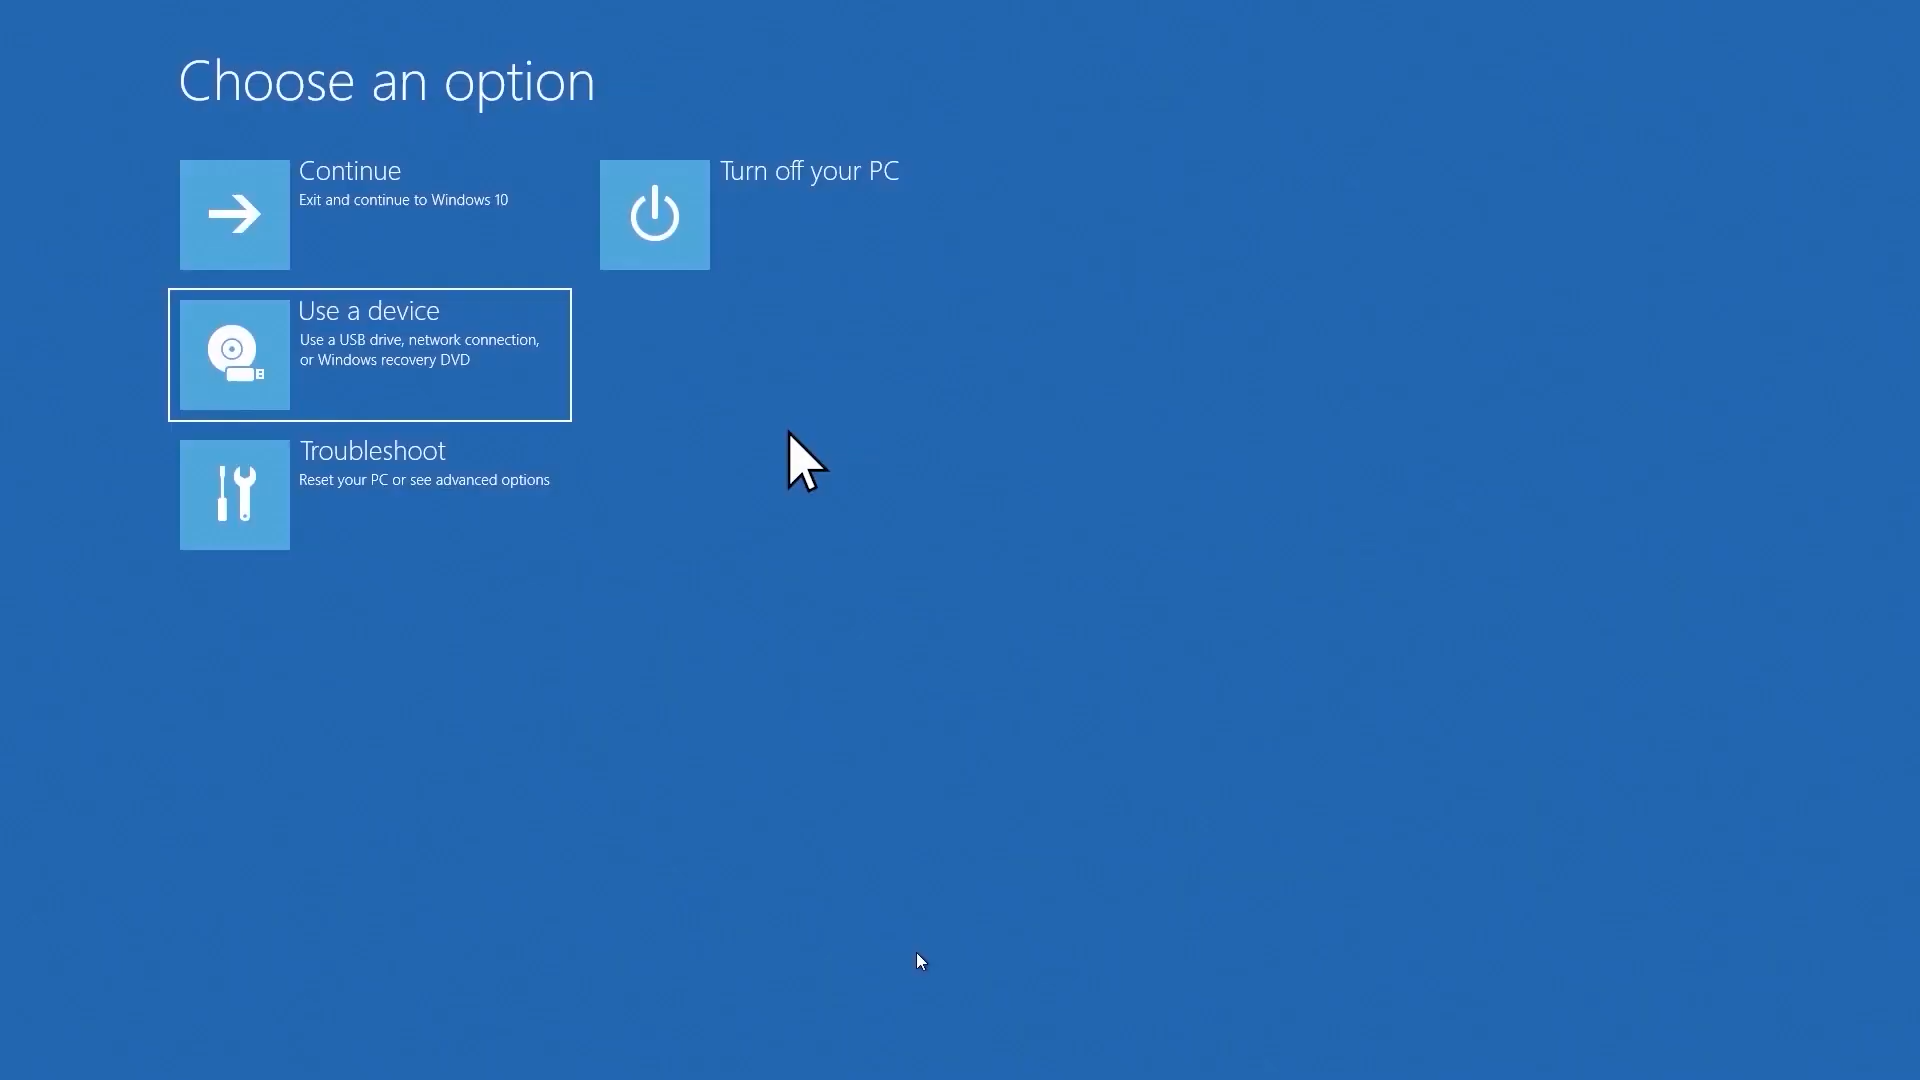 Choose an option
Continue
Exit and continue to Windows 10
Turn off your PC
Use a device
Use a USB drive, network connection,
or Windows recovery DVD
Troubleshoot
Reset your PC or see advanced options